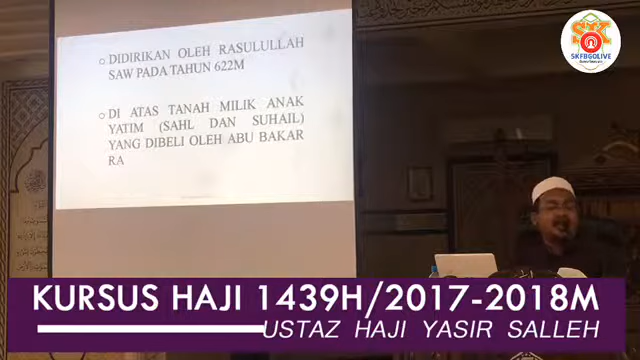 DIDIRIKAN OLEH RASULULLAH
SAW PADA TAHUN 622M
DI ATAS TANAH MILIK ANAK
YATIM (SAHL DAN SUHAIL)
YANG DIBELI OLEH ABU BAKAR
RA
SKFBGOLIVE
KURSUS HAJI 1439H/2017-2018M
USTAZ HAJI YASIR SALLEH